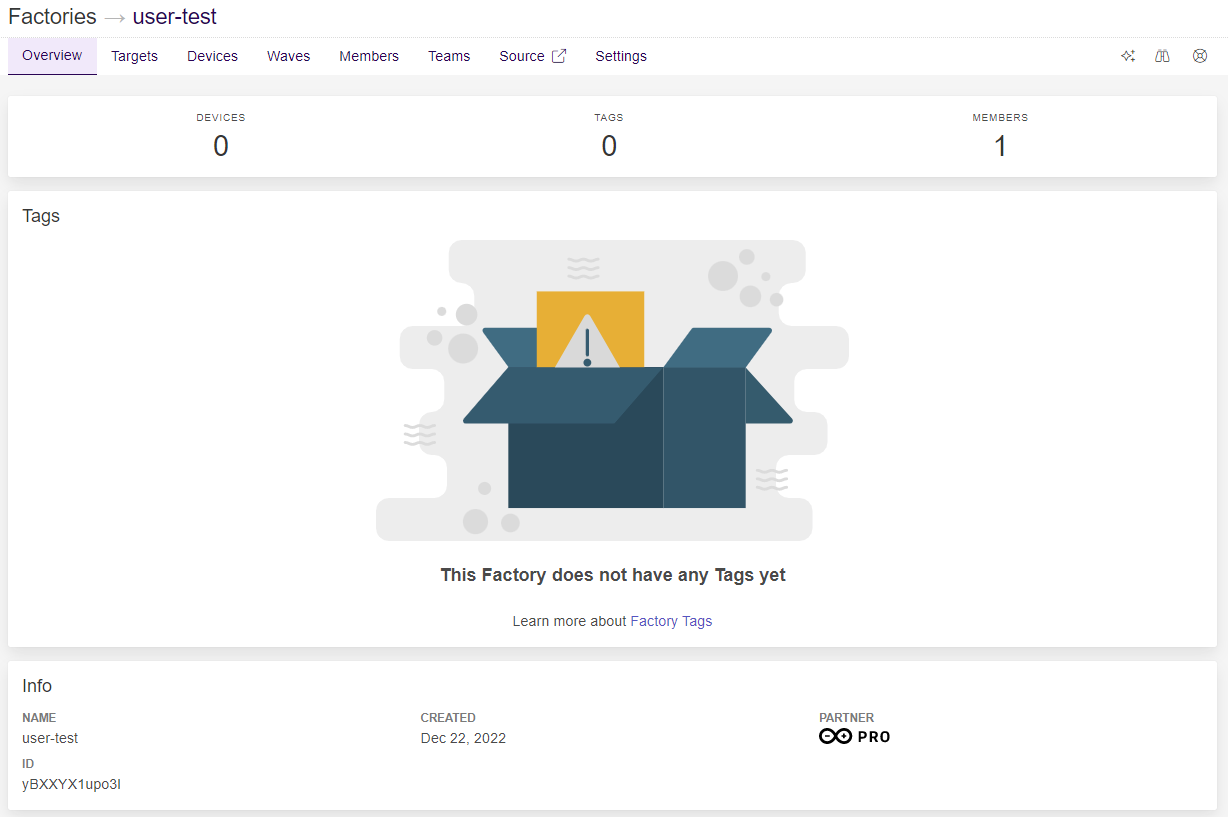 Factories → user-test
Overview Targets Devices Waves Members Teams Source Settings
DEVICES TAGS MEMBERS
0 0 1
Tags
This Factory does not have any Tags yet
Learn more about Factory Tags
Info
NAME CREATED PARTNER
user-test Dec 22, 2022 PRO
ID
yBXXYX1upo3I